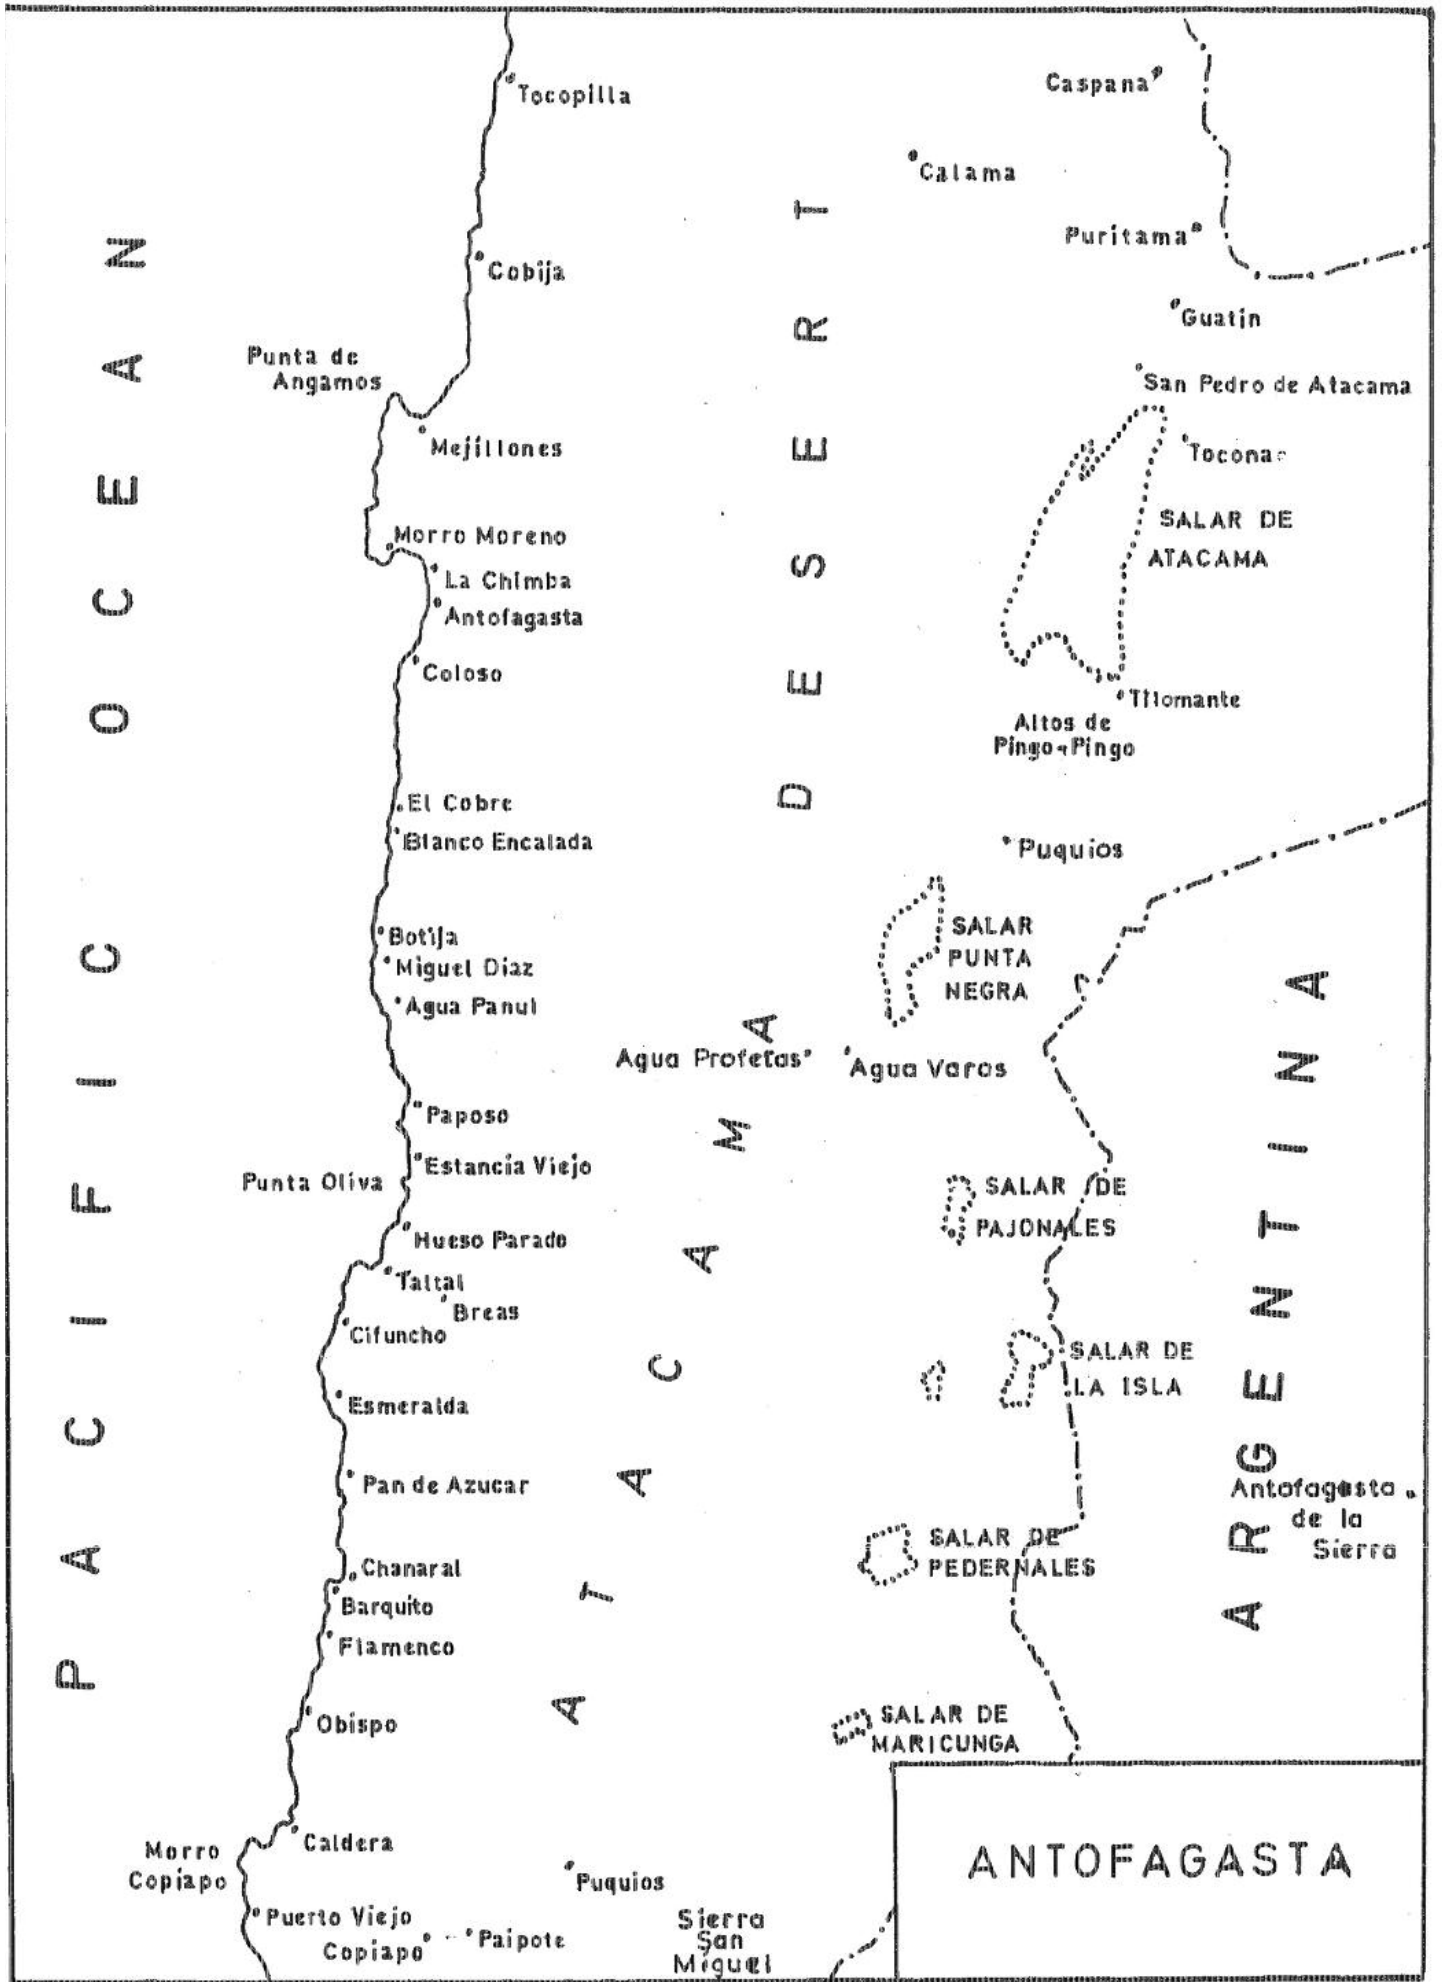 Tocopilla
Caspana
Calama
Puritama
Cobija
Guatin
Punta de
Angamos
San Pedro de Atacama
Mejillones
SALAR DE
ATACAMA
Morro Moreno
La Chimba
Antofagasta
Coloso
Altos de
Pingo-Pingo
El Cobre
Blanco Encalada
Puquios
Botija
Miguel Diaz
Agua Panul
SALAR
PUNTA
NEGRA
Agua Profetas
Agua Varas
Paposo
Estancia Viejo
Punta Oliva
SALAR DE
PAJONALES
Hueso Parado
Taltal
Breas
Cifuncho
SALAR DE
LA ISLA
Esmeralda
Pan de Azucar
Antofagasta
de la
Sierra
SALAR DE
PEDERNALES
Chanaral
Barquito
Flamenco
Obispo
SALAR DE
MARICUNGA
Caldera
Morro
Copiapo
Puquios
Puerto Viejo
Copiapo
Paipote
Sierra
San
Miguel
PACIFIC OCEAN
ATACAMA DESERT
ARGENTINA
ANTOFAGASTA